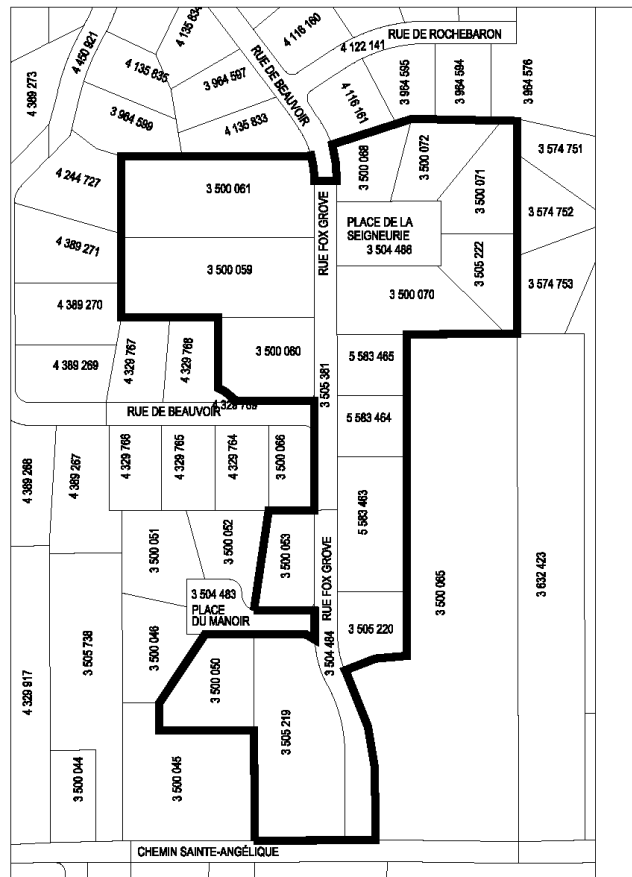 4 450 921
4 135 834
4 116 160
RUE DE BEAUVOIR
4 122 141
RUE DE ROCHEBARON
4 389 273
4 135 835
3 964 597
3 964 599
4 135 833
4 116 161
3 964 595
3 964 594
3 964 576
4 244 727
3 500 061
RUE FOX GROVE
3 500 068
3 500 072
3 500 071
3 574 751
3 574 752
PLACE DE LA
SEIGNEURIE
3 504 486
4 389 271
3 500 059
3 505 222
3 574 753
4 389 270
3 500 070
4 389 269
4 329 767
4 329 768
3 500 060
3 505 381
5 583 465
4 329 769
RUE DE BEAUVOIR
5 583 464
4 389 268
4 389 267
4 329 766
4 329 765
4 329 764
3 500 066
5 583 463
3 500 051
3 500 052
3 500 053
RUE FOX GROVE
3 500 065
3 632 423
3 504 483
PLACE
DU MANOIR
3 505 220
4 329 917
3 505 738
3 500 046
3 500 050
3 504 484
3 505 219
3 500 044
3 500 045
CHEMIN SAINTE-ANGÉLIQUE